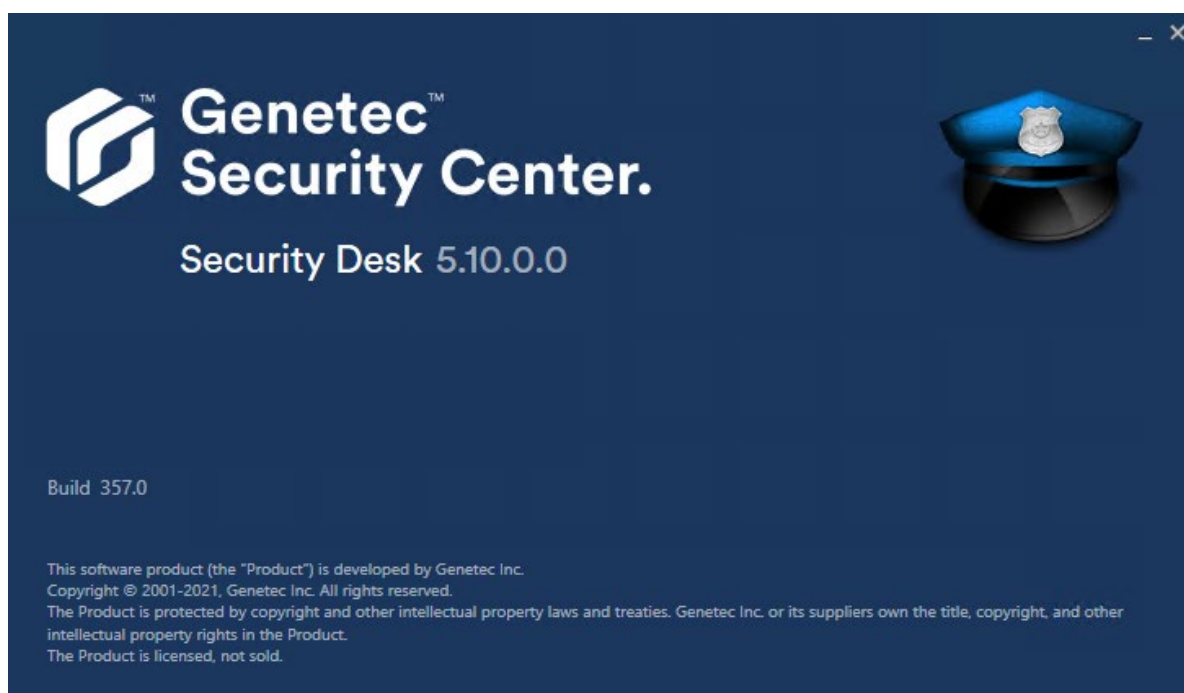 Genetec™
Security Center.
Security Desk 5.10.0.0
Build 357.0
This software product (the "Product") is developed by Genetec Inc.
Copyright © 2001-2021, Genetec Inc. All rights reserved.
The Product is protected by copyright and other intellectual property laws and treaties. Genetec Inc. or its suppliers own the title, copyright, and other
intellectual property rights in the Product.
The Product is licensed, not sold.